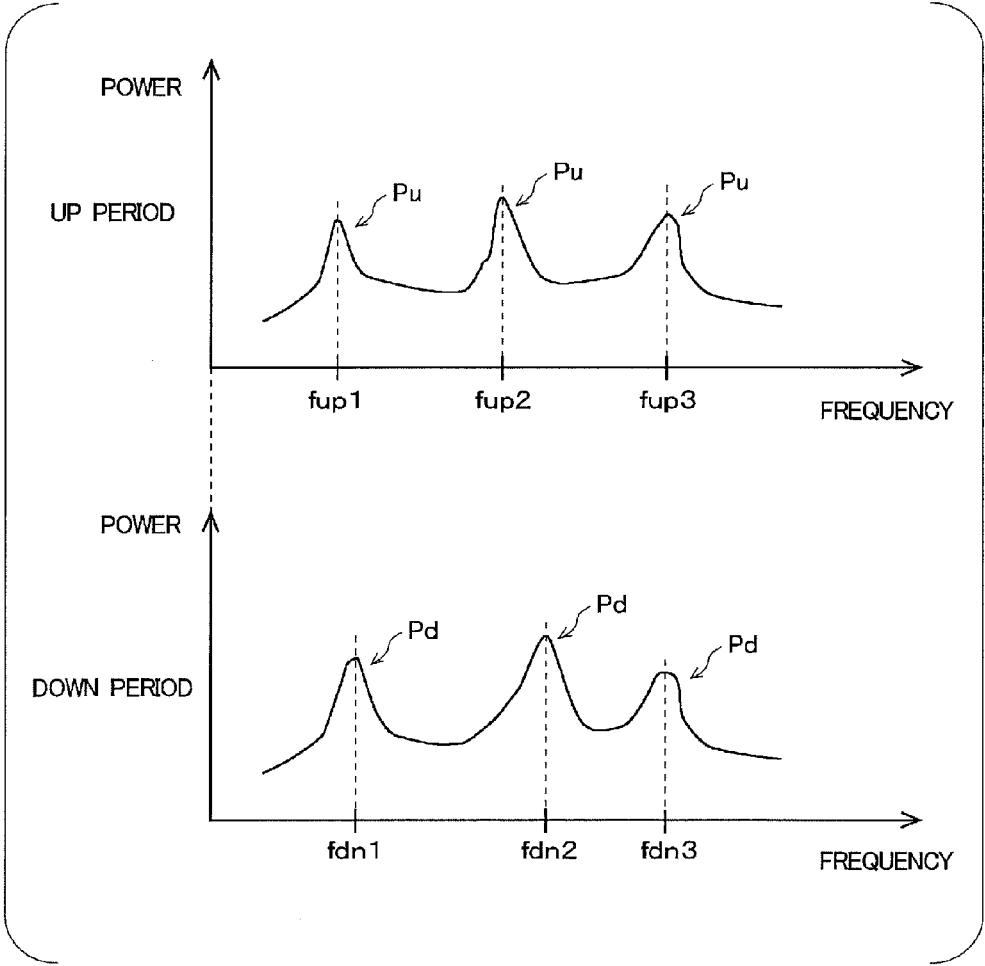 POWER
UP PERIOD
Pu
Pu
Pu
fup1
fup2
fup3
FREQUENCY
POWER
DOWN PERIOD
Pd
Pd
Pd
fdn1
fdn2
fdn3
FREQUENCY